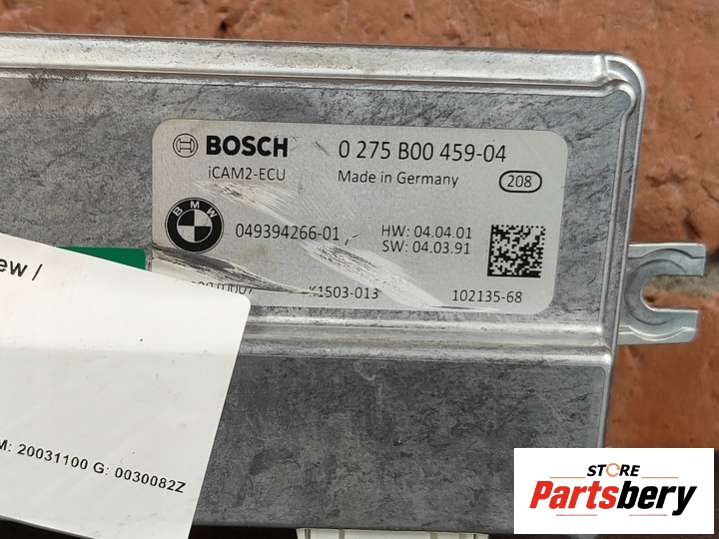 BOSCH 0 275 B00 459-04
iCAM2-ECU Made in Germany 208
BMW 049394266-01 HW: 04.04.01
SW: 04.03.91
K1503-013 102135-68
ew /
M: 20031100 G: 0030082Z
STORE
Partsbery